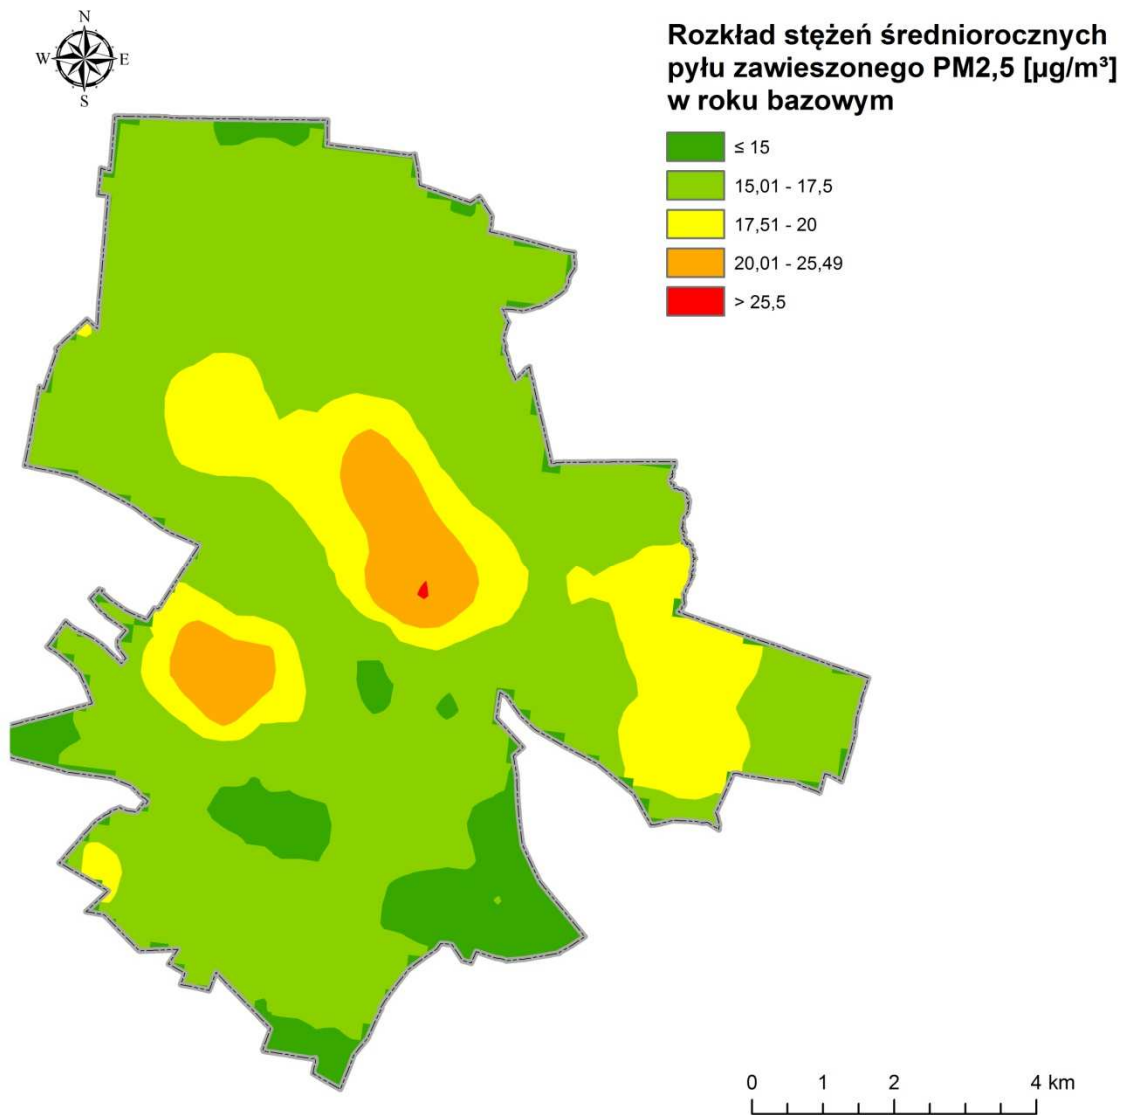 N
W E
S
Rozkład stężeń średniorocznych
pyłu zawieszonego PM2,5 [µg/m³]
w roku bazowym
≤ 15
15,01 - 17,5
17,51 - 20
20,01 - 25,49
> 25,5
0 1 2 4 km